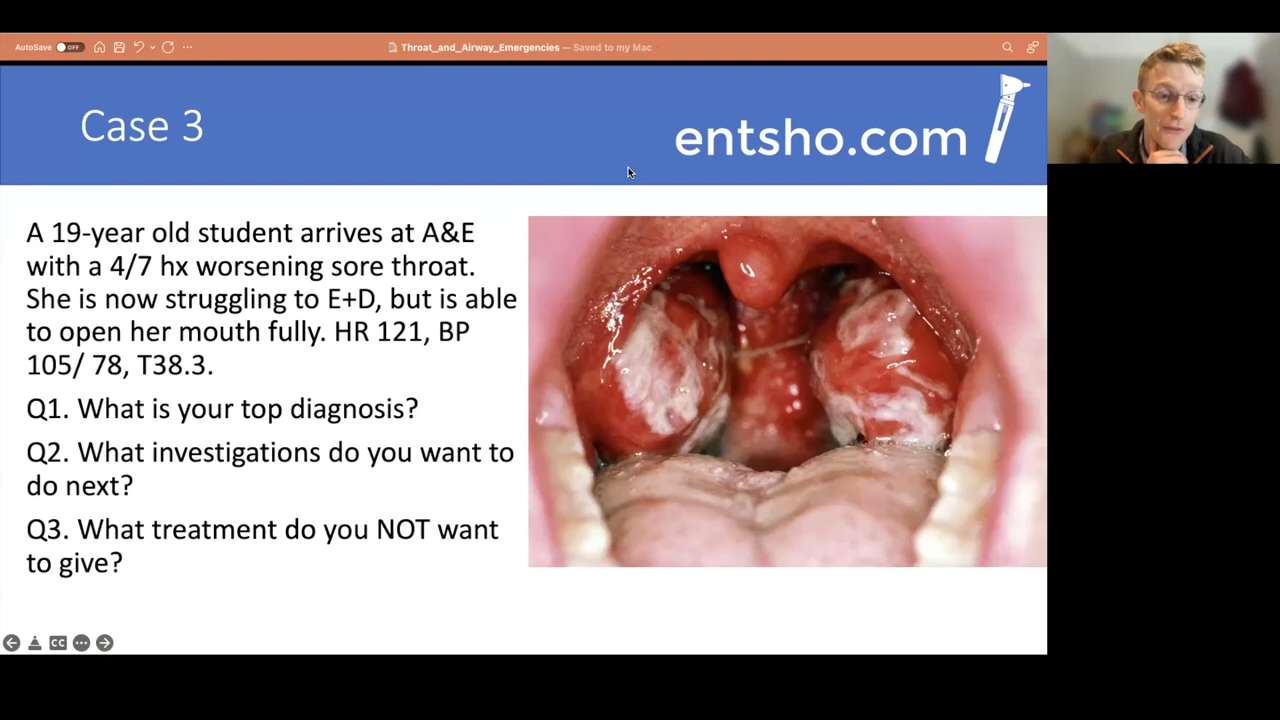 AutoSave OFF
Throat_and_Airway_Emergencies — Saved to my Mac
Case 3
entsho.com
A 19-year old student arrives at A&E
with a 4/7 hx worsening sore throat.
She is now struggling to E+D, but is able
to open her mouth fully. HR 121, BP
105/ 78, T38.3.
Q1. What is your top diagnosis?
Q2. What investigations do you want to
do next?
Q3. What treatment do you NOT want
to give?
CC